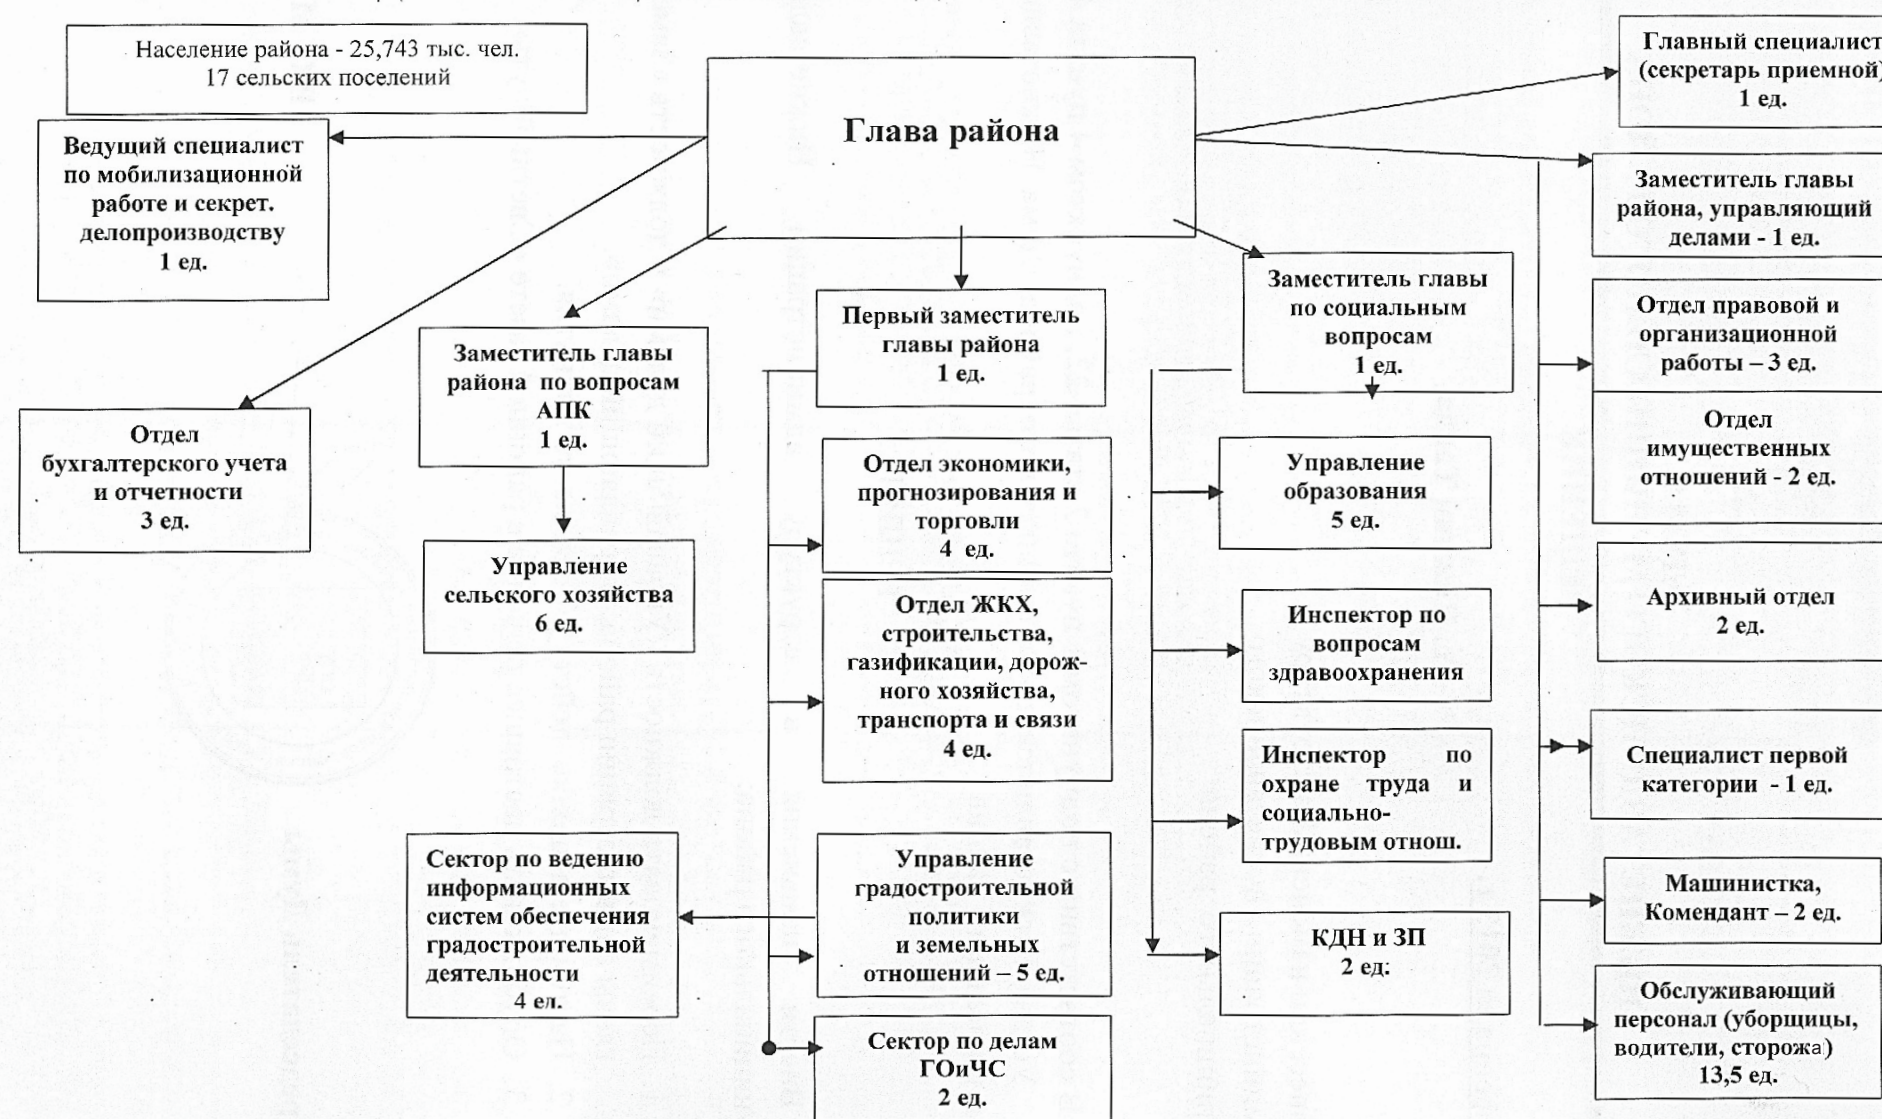 Население района - 25,743 тыс. чел.
17 сельских поселений
Глава района
Главный специалист
(секретарь приемной)
1 ед.
Ведущий специалист
по мобилизационной
работе и секрет.
делопроизводству
1 ед.
Заместитель главы
района, управляющий
делами - 1 ед.
Заместитель главы
по социальным
вопросам
1 ед.
Первый заместитель
главы района
1 ед.
Отдел правовой и
организационной
работы – 3 ед.
Заместитель главы
района по вопросам
АПК
1 ед.
Отдел
бухгалтерского учета
и отчетности
3 ед.
Отдел
имущественных
отношений - 2 ед.
Отдел экономики,
прогнозирования и
торговли
4 ед.
Управление
образования
5 ед.
Управление
сельского хозяйства
6 ед.
Отдел ЖКХ,
строительства,
газификации, дорож-
ного хозяйства,
транспорта и связи
4 ед.
Инспектор по
вопросам
здравоохранения
Архивный отдел
2 ед.
Инспектор по
охране труда и
социально-
трудовым отнош.
Специалист первой
категории - 1 ед.
Сектор по ведению
информационных
систем обеспечения
градостроительной
деятельности
4 ед.
Управление
градостроительной
политики
и земельных
отношений – 5 ед.
КДН и ЗП
2 ед:
Машинистка,
Комендант – 2 ед.
Сектор по делам
ГОиЧС
2 ед.
Обслуживающий
персонал (уборщицы,
водители, сторожа)
13,5 ед.